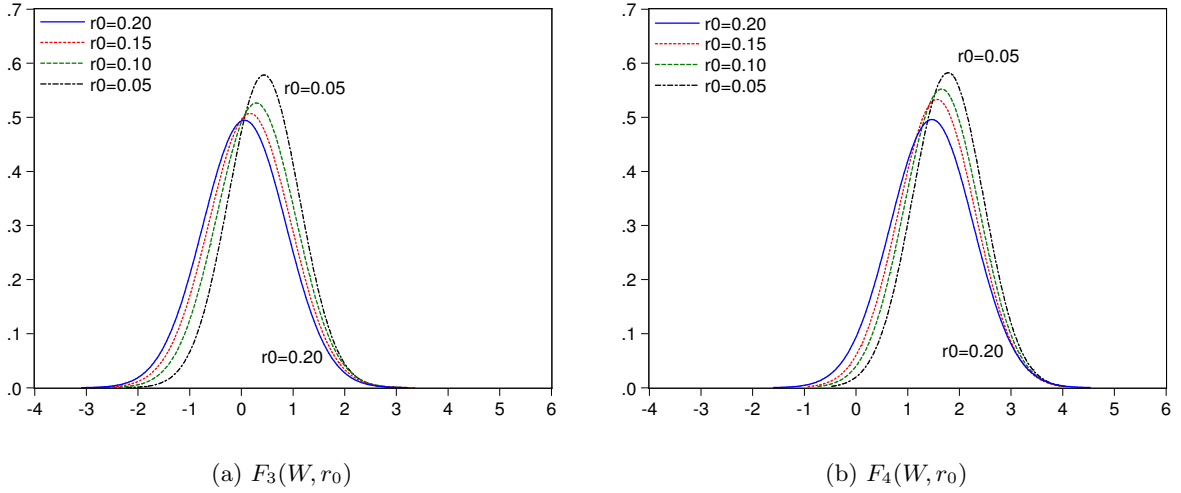 .7
.6
.5
.4
.3
.2
.1
.0
r0=0.20
r0=0.15
r0=0.10
r0=0.05
r0=0.05
r0=0.20
-4 -3 -2 -1 0 1 2 3 4 5 6
(a) F₃(W, r₀)
.7
.6
.5
.4
.3
.2
.1
.0
r0=0.20
r0=0.15
r0=0.10
r0=0.05
r0=0.05
r0=0.20
-4 -3 -2 -1 0 1 2 3 4 5 6
(b) F₄(W, r₀)